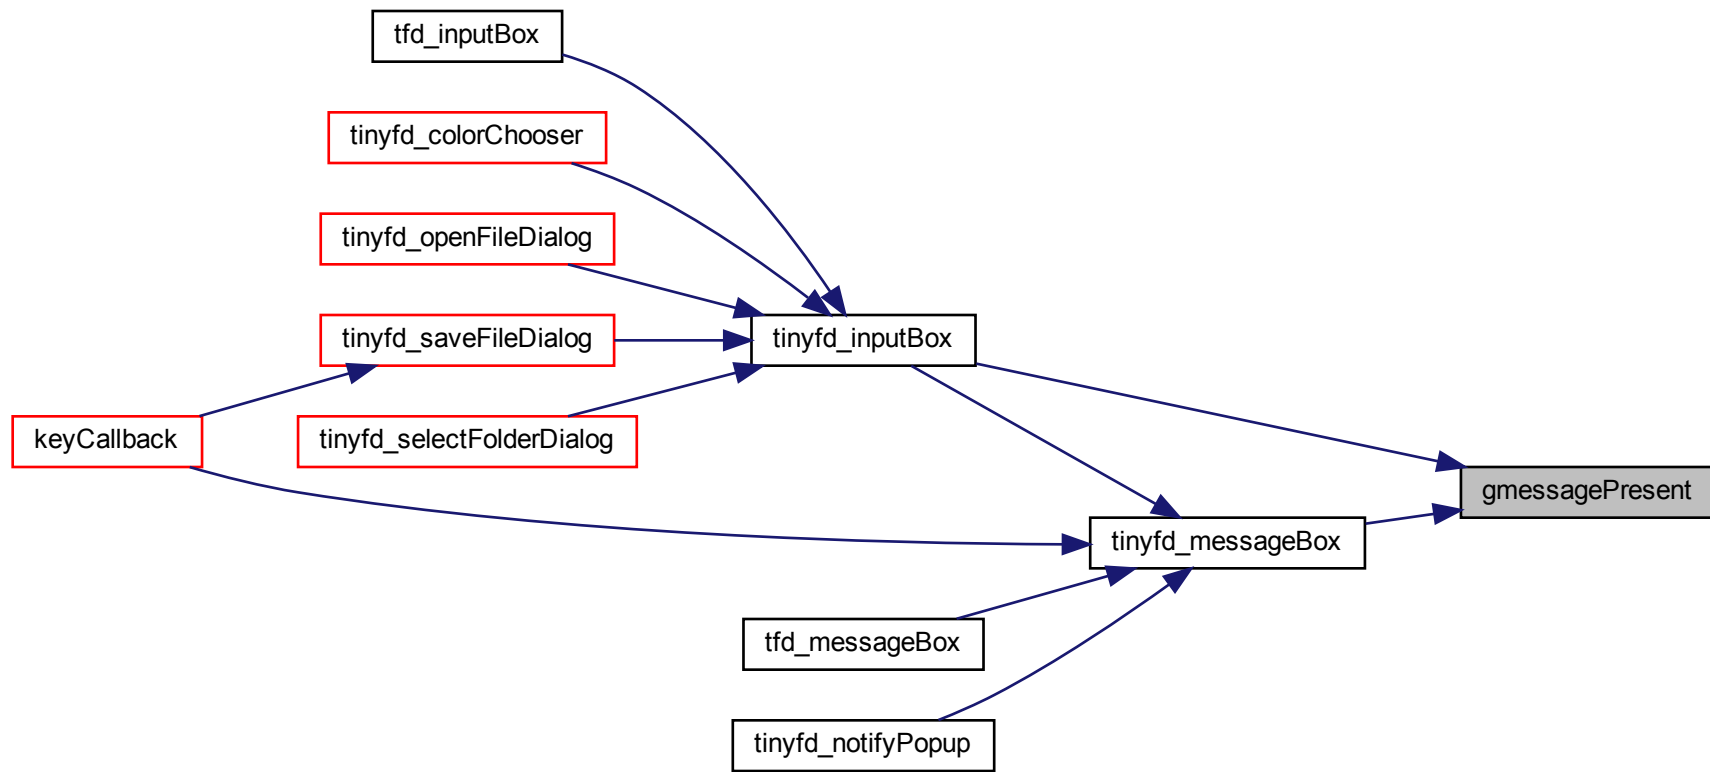 tfd_inputBox
tinyfd_colorChooser
tinyfd_openFileDialog
tinyfd_saveFileDialog
tinyfd_inputBox
keyCallback
tinyfd_selectFolderDialog
gmessagePresent
tinyfd_messageBox
tfd_messageBox
tinyfd_notifyPopup